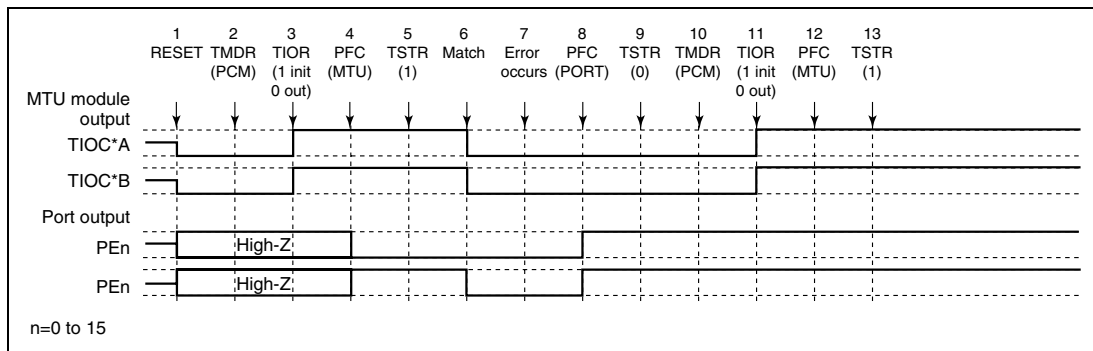 1 2 3 4 5 6 7 8 9 10 11 12 13
RESET TMDR TIOR PFC TSTR Match Error PFC TSTR TMDR TIOR PFC TSTR
(PCM) (1 init (MTU) (1) occurs (PORT) (0) (PCM) (1 init (MTU) (1)
0 out) 0 out)
MTU module
output
TIOC*A
TIOC*B
Port output
PEn High-Z
PEn High-Z
n=0 to 15